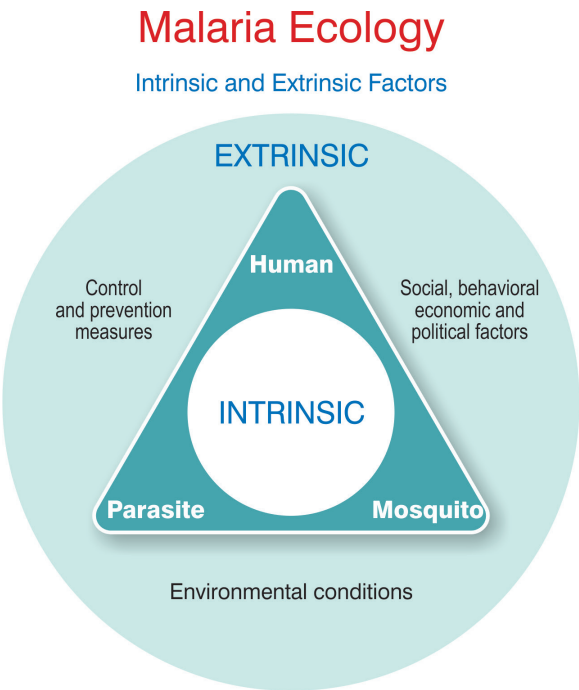 Malaria Ecology
Intrinsic and Extrinsic Factors
EXTRINSIC
Human
Control
and prevention
measures
Social, behavioral
economic and
political factors
INTRINSIC
Parasite
Mosquito
Environmental conditions